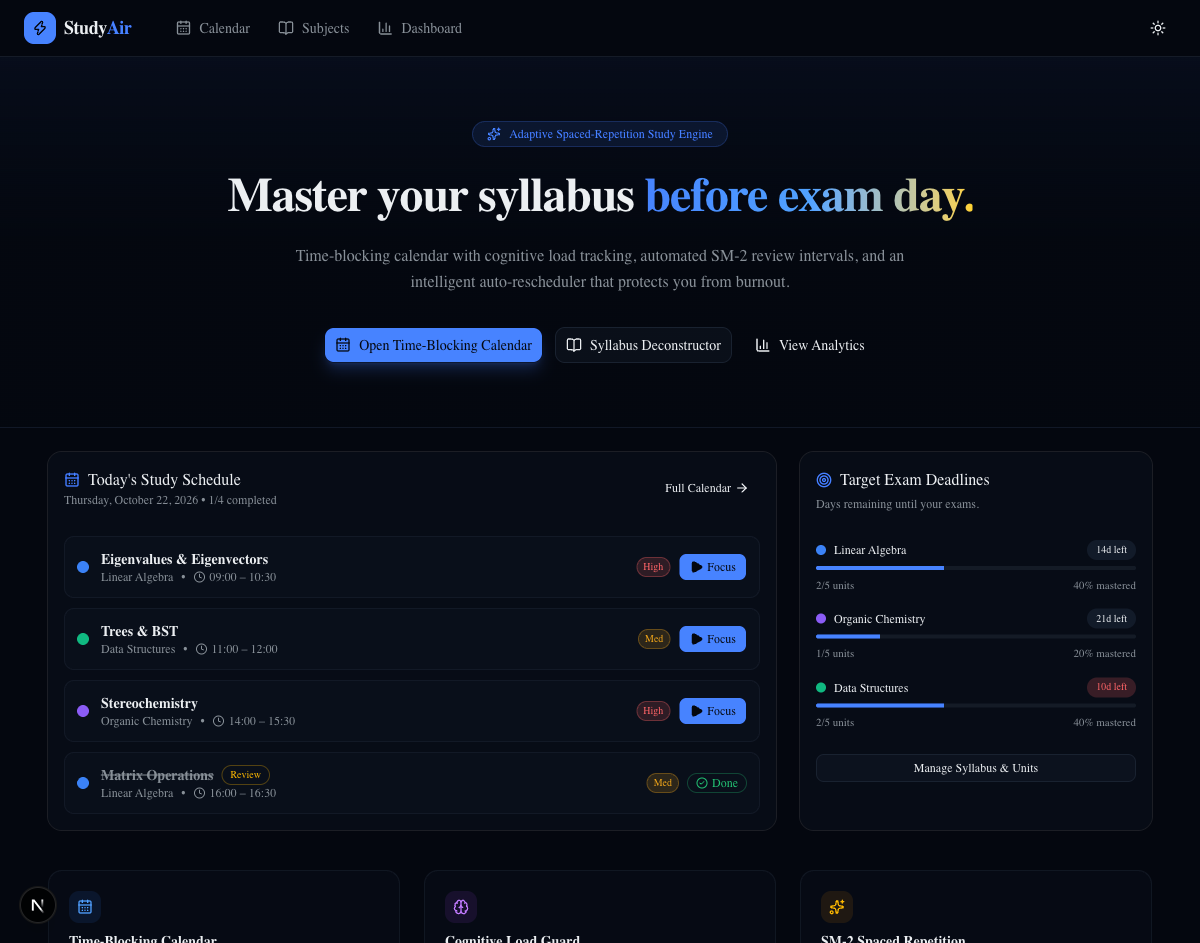 StudyAir
Calendar
Subjects
Dashboard
Adaptive Spaced-Repetition Study Engine
Master your syllabus before exam day.
Time-blocking calendar with cognitive load tracking, automated SM-2 review intervals, and an
intelligent auto-rescheduler that protects you from burnout.
Open Time-Blocking Calendar
Syllabus Deconstructor
View Analytics
Today's Study Schedule
Thursday, October 22, 2026 • 1/4 completed
Full Calendar →
Eigenvalues & Eigenvectors
Linear Algebra • 09:00 – 10:30
High
Focus
Trees & BST
Data Structures • 11:00 – 12:00
Med
Focus
Stereochemistry
Organic Chemistry • 14:00 – 15:30
High
Focus
Matrix Operations Review
Linear Algebra • 16:00 – 16:30
Med
Done
Target Exam Deadlines
Days remaining until your exams.
Linear Algebra 14d left
2/5 units 40% mastered
Organic Chemistry 21d left
1/5 units 20% mastered
Data Structures 10d left
2/5 units 40% mastered
Manage Syllabus & Units
N
Time-Blocking Calendar
Cognitive Load Guard
SM-2 Spaced Repetition